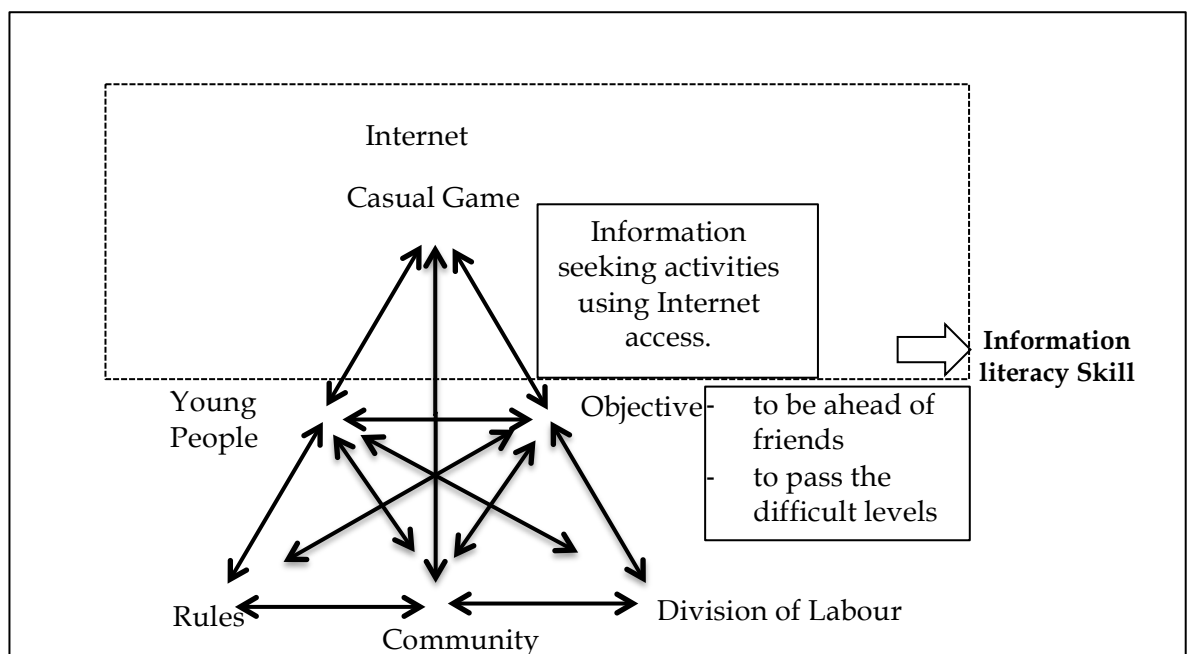 Internet
Casual Game
Information
seeking activities
using Internet
access.
Information
literacy Skill
Young
People
Objective
- to be ahead of
friends
- to pass the
difficult levels
Rules
Community
Division of Labour